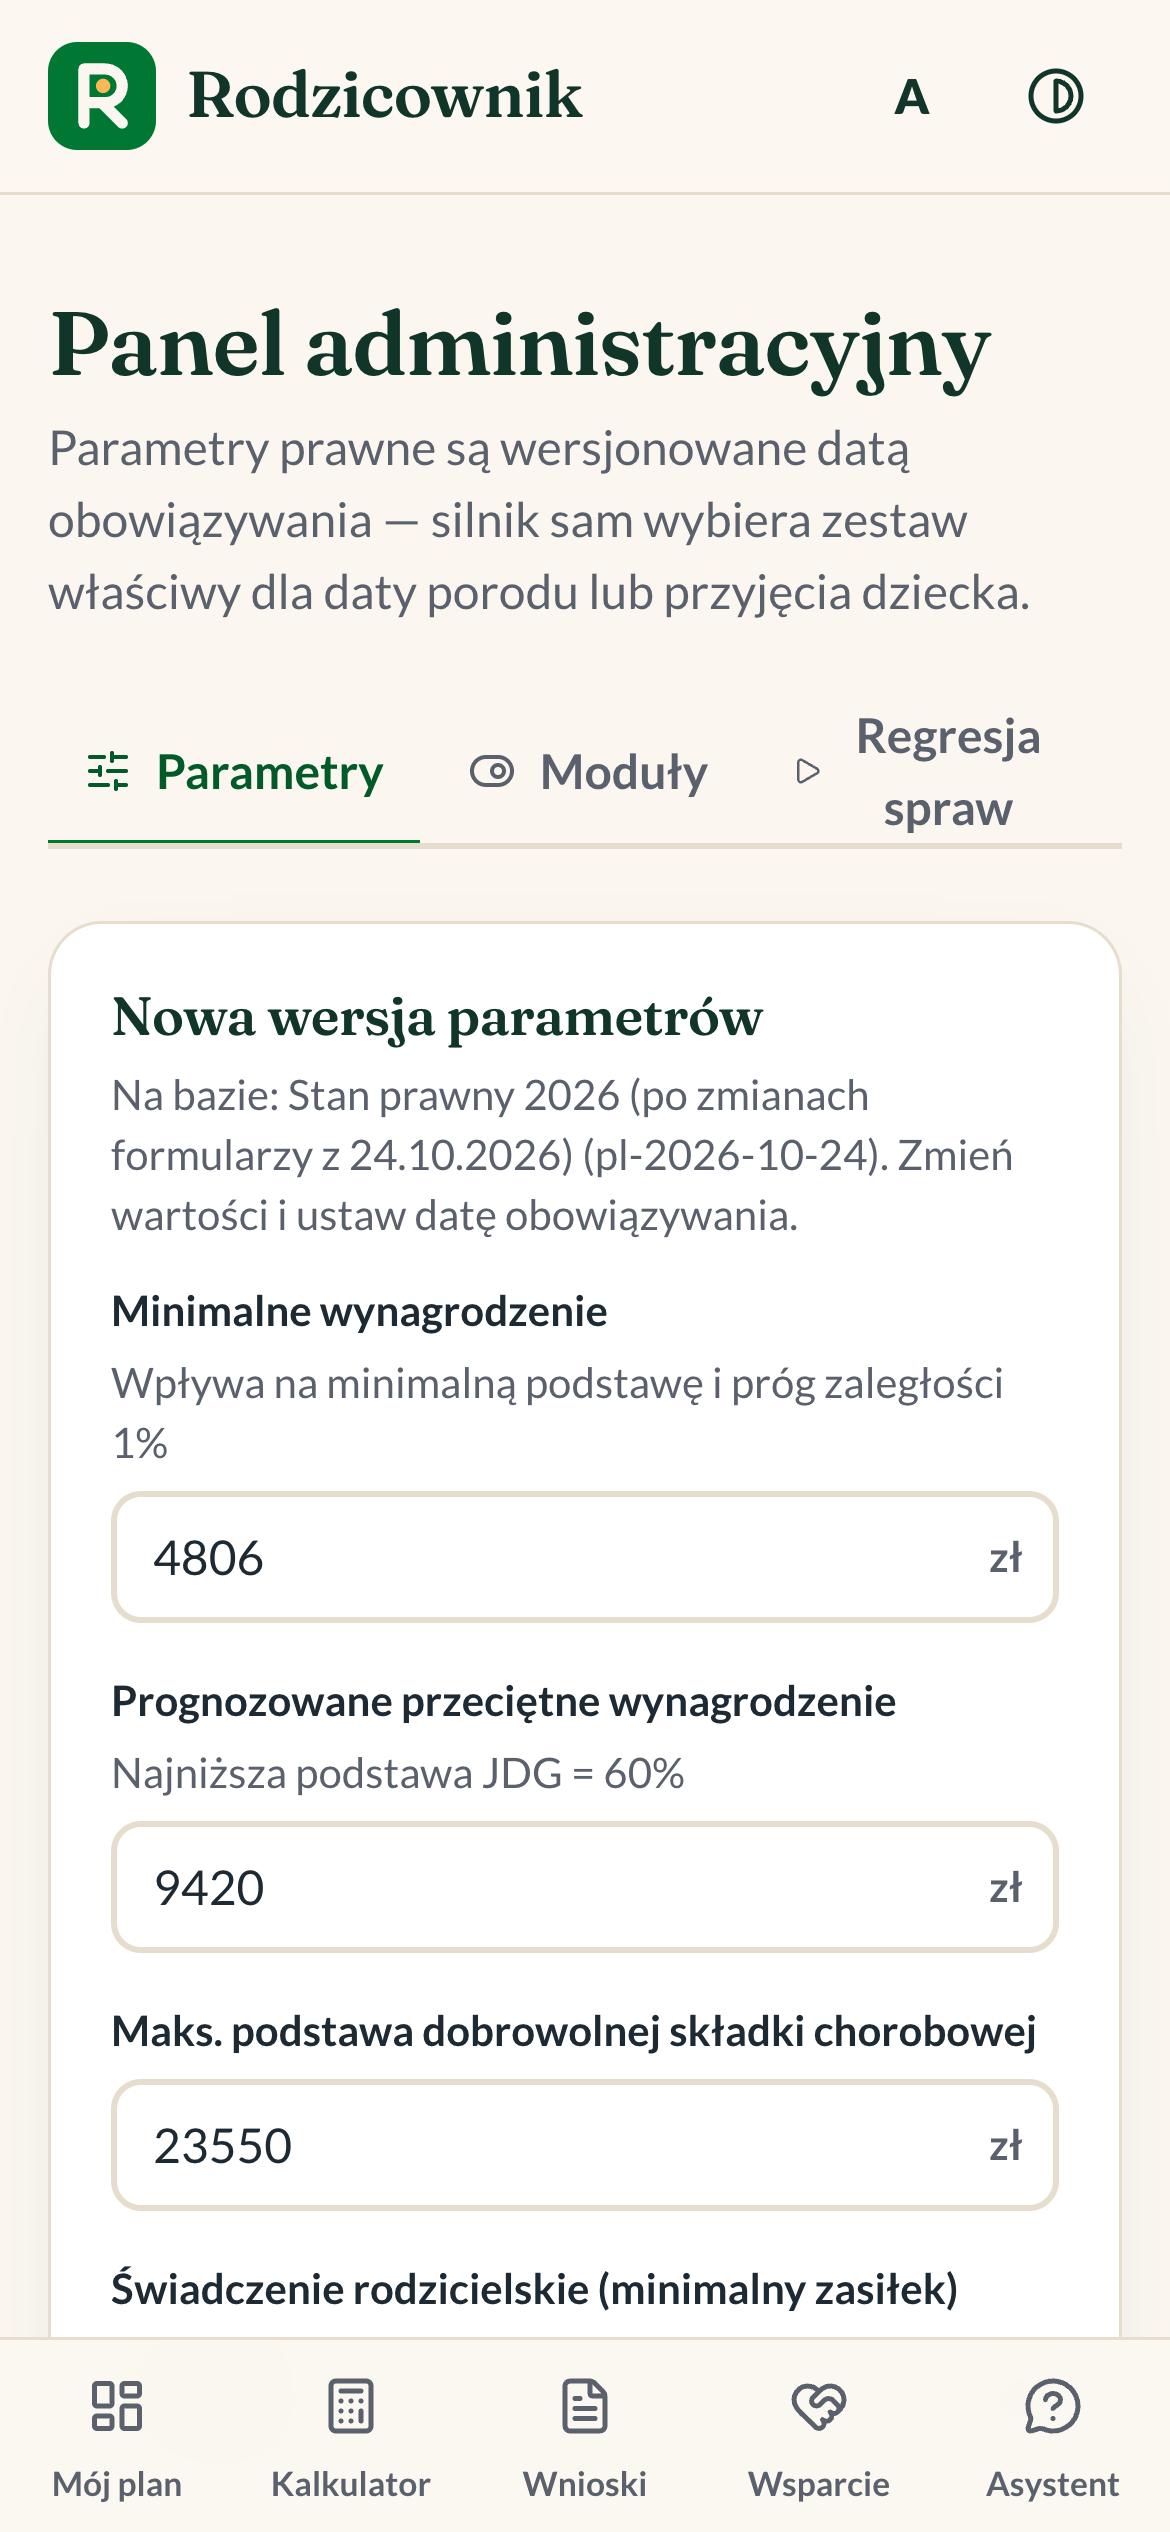 Rodzicownik
A
Panel administracyjny
Parametry prawne są wersjonowane datą
obowiązywania — silnik sam wybiera zestaw
właściwy dla daty porodu lub przyjęcia dziecka.
Parametry
Moduły
Regresja
spraw
Nowa wersja parametrów
Na bazie: Stan prawny 2026 (po zmianach
formularzy z 24.10.2026) (pl-2026-10-24). Zmień
wartości i ustaw datę obowiązywania.
Minimalne wynagrodzenie
Wpływa na minimalną podstawę i próg zaległości
1%
4806 zł
Prognozowane przeciętne wynagrodzenie
Najniższa podstawa JDG = 60%
9420 zł
Maks. podstawa dobrowolnej składki chorobowej
23550 zł
Świadczenie rodzicielskie (minimalny zasiłek)
Mój plan
Kalkulator
Wnioski
Wsparcie
Asystent